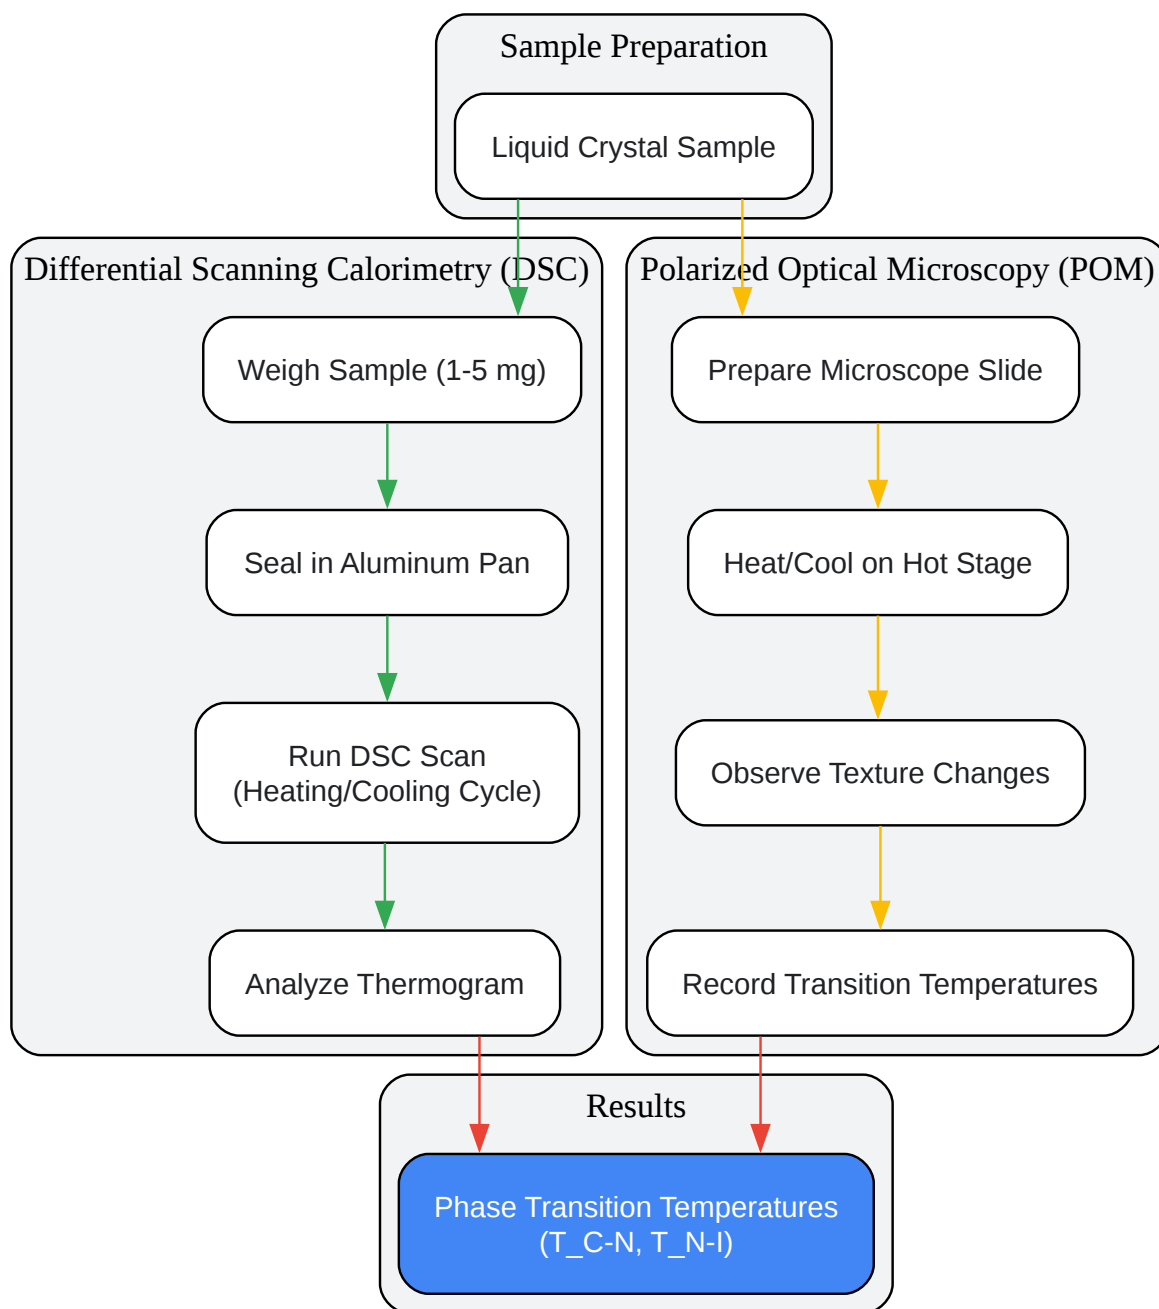 Sample Preparation
Liquid Crystal Sample
Differential Scanning Calorimetry (DSC)
Weigh Sample (1-5 mg)
Seal in Aluminum Pan
Run DSC Scan
(Heating/Cooling Cycle)
Analyze Thermogram
Polarized Optical Microscopy (POM)
Prepare Microscope Slide
Heat/Cool on Hot Stage
Observe Texture Changes
Record Transition Temperatures
Results
Phase Transition Temperatures
(T_C-N, T_N-I)